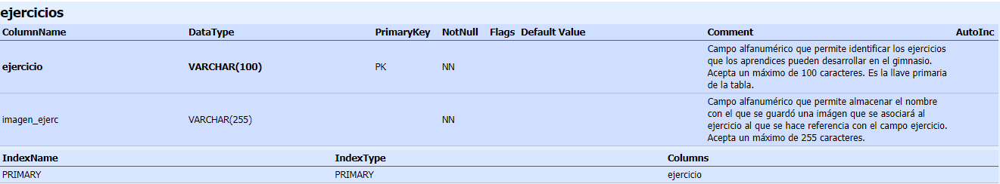 ejercicios
ColumnName DataType PrimaryKey NotNull Flags Default Value Comment AutoInc
Campo alfanumérico que permite identificar los ejercicios
que los aprendices pueden desarrollar en el gimnasio.
ejercicio VARCHAR(100) PK NN
Acepta un máximo de 100 caracteres. Es la llave primaria
de la tabla.
Campo alfanumérico que permite almacenar el nombre
con el que se guardó una imágen que se asociará al
imagen_ejerc VARCHAR(255) NN
ejercicio al que se hace referencia con el campo ejercicio.
Acepta un máximo de 255 caracteres.
IndexName IndexType Columns
PRIMARY PRIMARY ejercicio